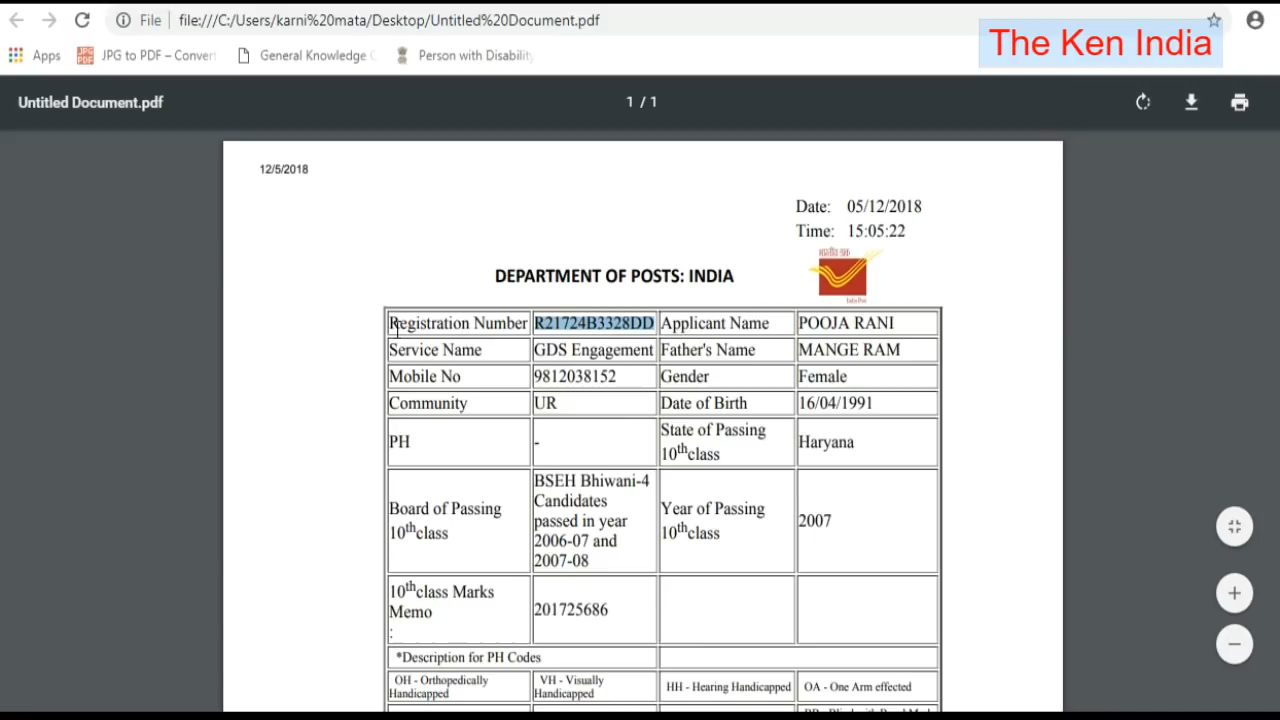 File file:///C:/Users/karni%20mata/Desktop/Untitled%20Document.pdf
The Ken India
Apps JPG to PDF – Convert General Knowledge Person with Disability
Untitled Document.pdf 1 / 1
12/5/2018
Date: 05/12/2018
Time: 15:05:22
भारतीय डाक
DEPARTMENT OF POSTS: INDIA
India Post
Registration Number R21724B3328DD Applicant Name POOJA RANI
Service Name GDS Engagement Father's Name MANGE RAM
Mobile No 9812038152 Gender Female
Community UR Date of Birth 16/04/1991
PH - State of Passing 10thclass Haryana
Board of Passing 10thclass BSEH Bhiwani-4 Candidates passed in year 2006-07 and 2007-08 Year of Passing 10thclass 2007
10thclass Marks Memo : 201725686
*Description for PH Codes
OH - Orthopedically Handicapped VH - Visually Handicapped HH - Hearing Handicapped OA - One Arm effected